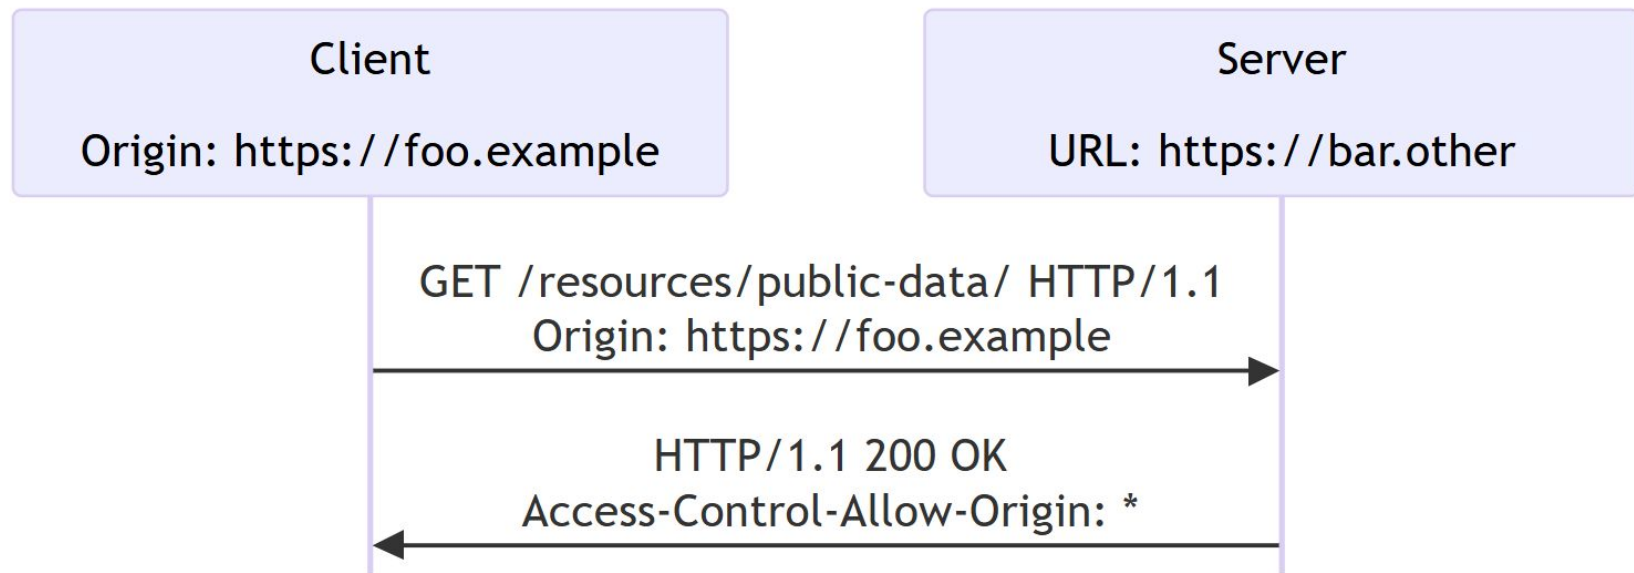 Client
Origin: https://foo.example
Server
URL: https://bar.other
GET /resources/public-data/ HTTP/1.1
Origin: https://foo.example
HTTP/1.1 200 OK
Access-Control-Allow-Origin: *